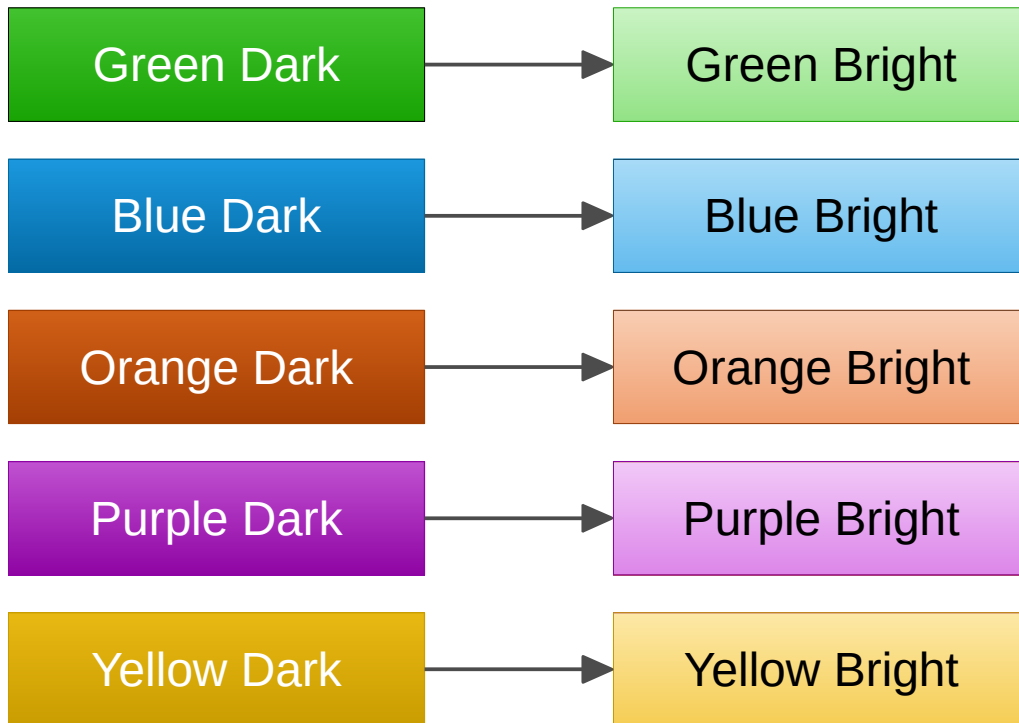 Green Dark
Green Bright
Blue Dark
Blue Bright
Orange Dark
Orange Bright
Purple Dark
Purple Bright
Yellow Dark
Yellow Bright